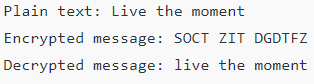 Plain text: Live the moment
Encrypted message: SOCT ZIT DGDTFZ
Decrypted message: live the moment